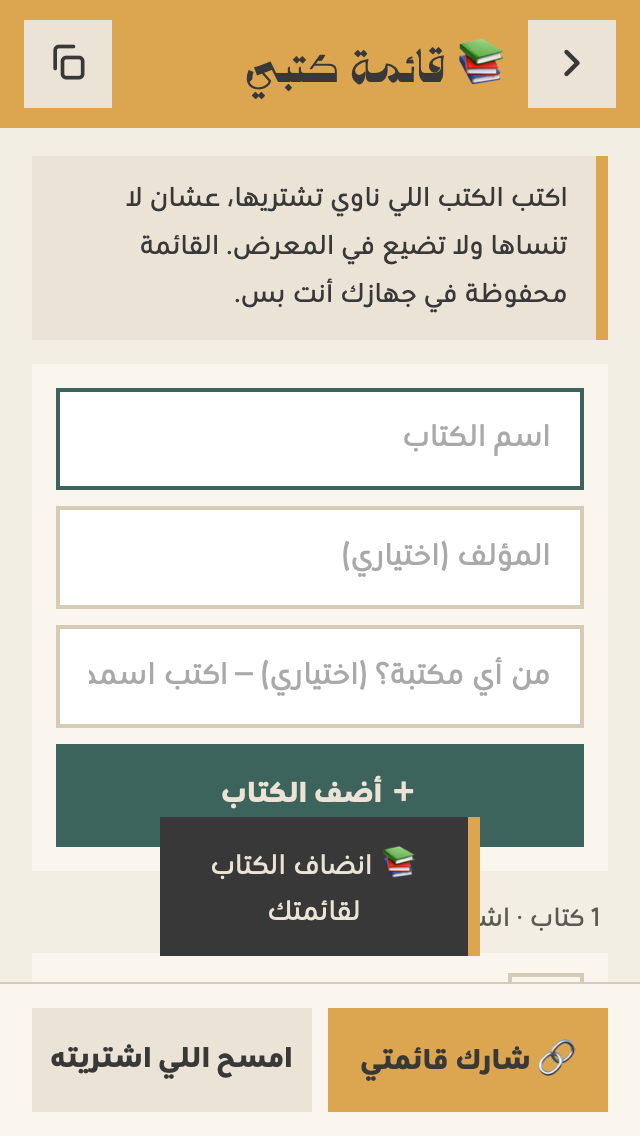 قائمة كتبي
اكتب الكتب اللي ناوي تشتريها، عشان لا
تنساها ولا تضيع في المعرض. القائمة
محفوظة في جهازك أنت بس.
اسم الكتاب
المؤلف (اختياري)
من أي مكتبة؟ (اختياري) — اكتب
+ أضف الكتاب
انضاف الكتاب
لقائمتك
1 كتاب ·
شارك قائمتي
امسح اللي اشتريته